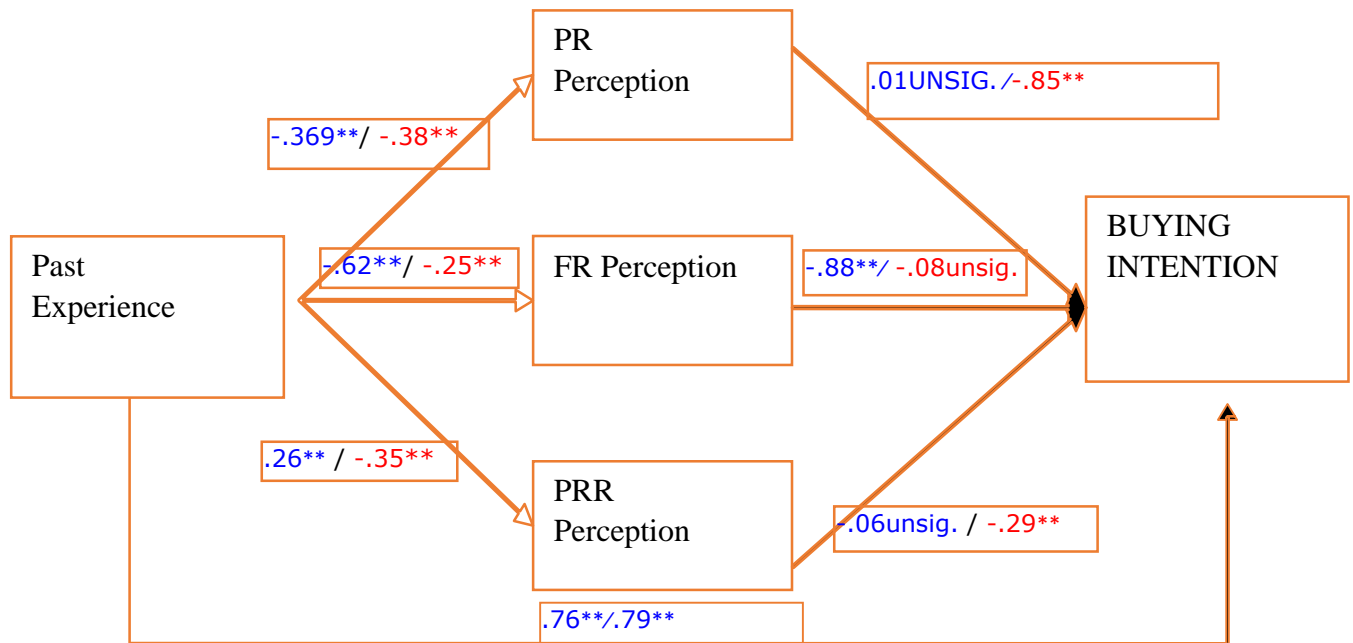 PR
Perception
.01UNSIG. /-.85**
-.369**/ -.38**
BUYING
INTENTION
Past
Experience
-.62**/ -.25**
FR Perception
-.88**/ -.08unsig.
.26** / -.35**
PRR
Perception
-.06unsig. / -.29**
.76**/.79**